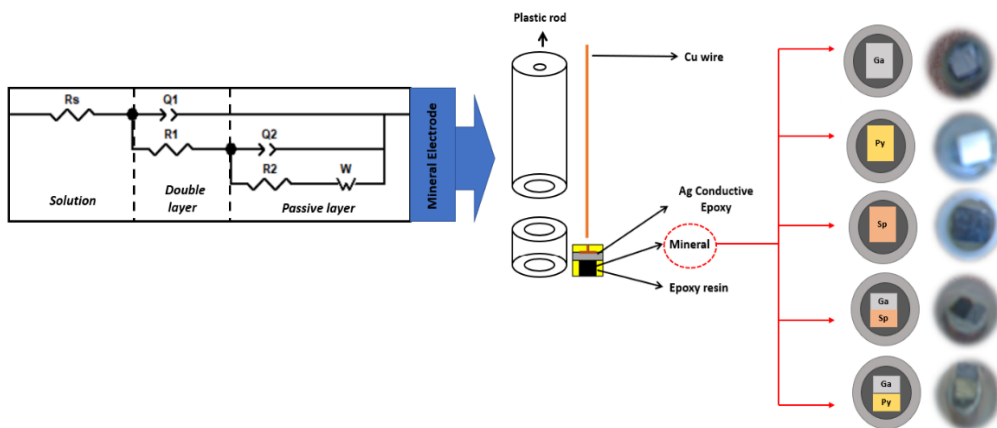 Rs
Q1
R1
Q2
R2
W
Solution
Double
layer
Passive layer
Mineral Electrode
Plastic rod
Cu wire
Ag Conductive
Epoxy
Mineral
Epoxy resin
Ga
Py
Sp
Ga
Sp
Ga
Py